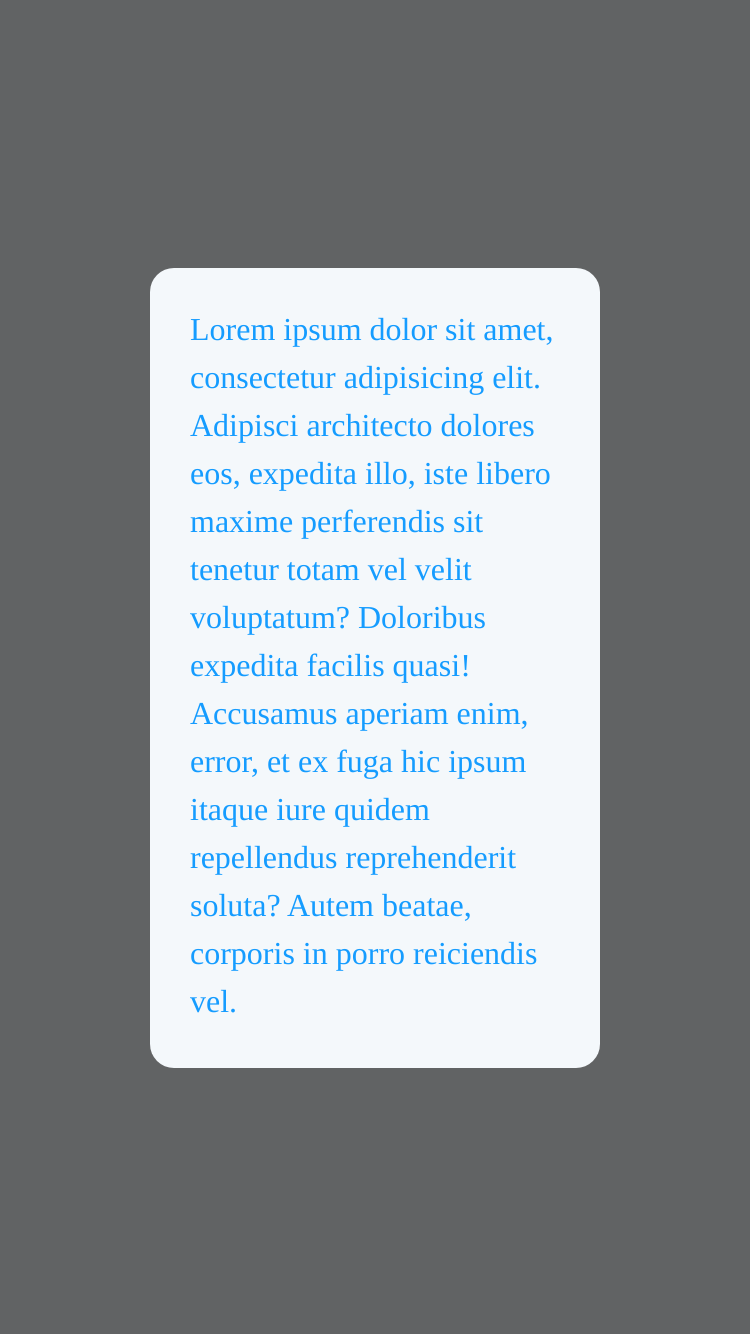 Lorem ipsum dolor sit amet,
consectetur adipisicing elit.
Adipisci architecto dolores
eos, expedita illo, iste libero
maxime perferendis sit
tenetur totam vel velit
voluptatum? Doloribus
expedita facilis quasi!
Accusamus aperiam enim,
error, et ex fuga hic ipsum
itaque iure quidem
repellendus reprehenderit
soluta? Autem beatae,
corporis in porro reiciendis
vel.